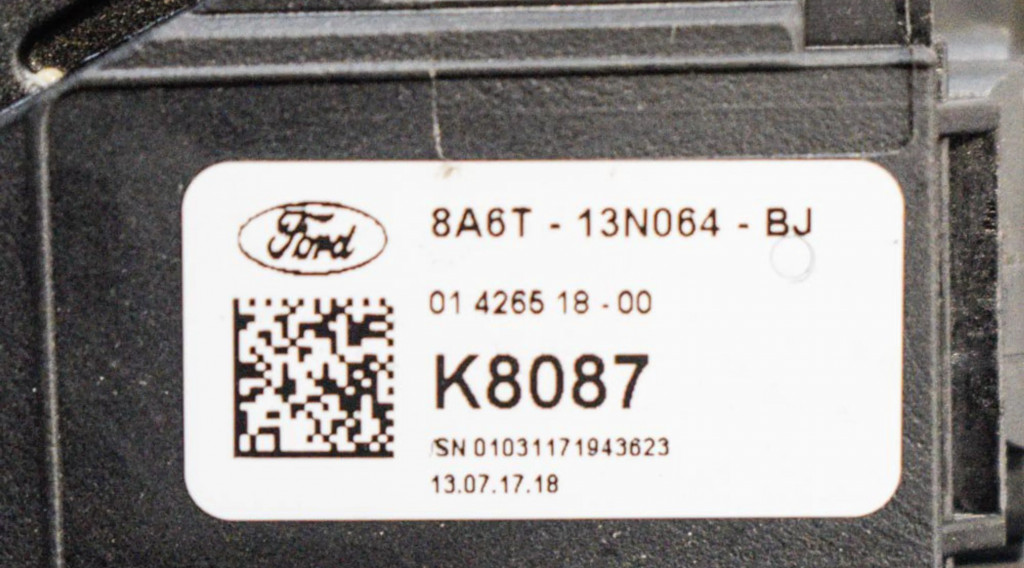 Ford
8A6T - 13N064 - BJ
01 4265 18 - 00
K8087
/SN 01031171943623
13.07.17.18